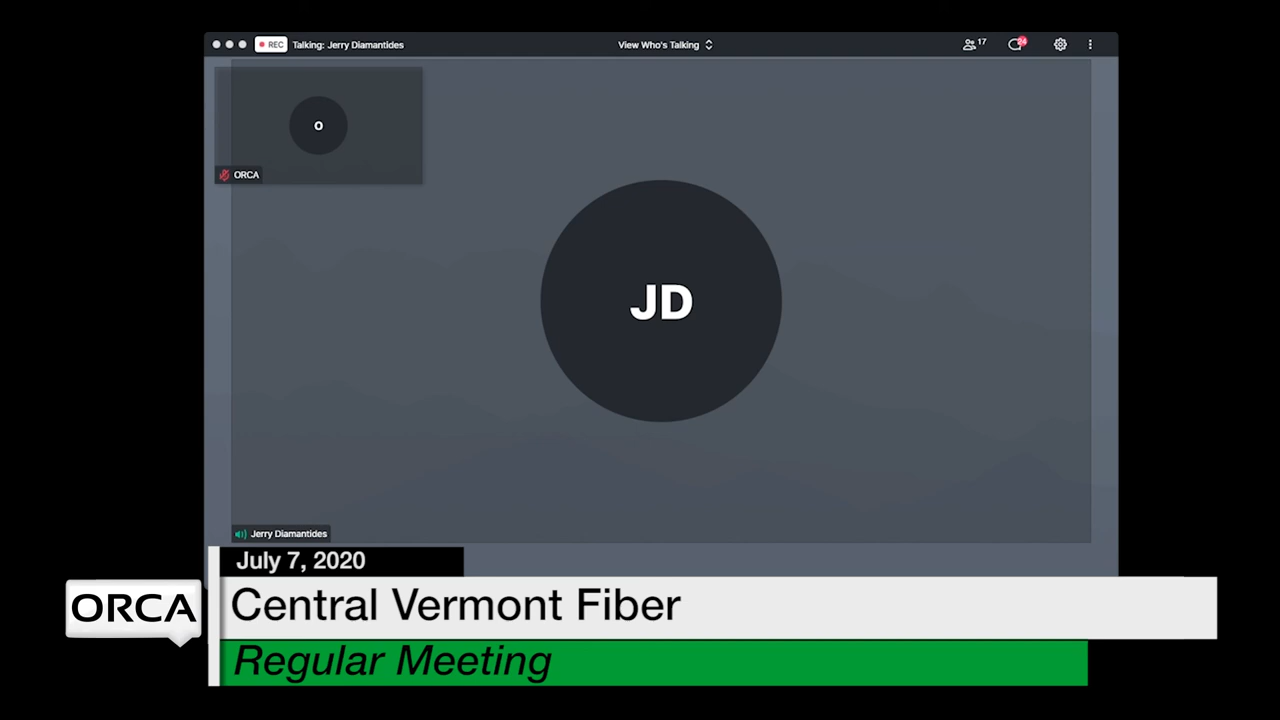 REC Talking: Jerry Diamantides View Who's Talking 17 24
O
ORCA
JD
Jerry Diamantides
July 7, 2020
ORCA Central Vermont Fiber
Regular Meeting